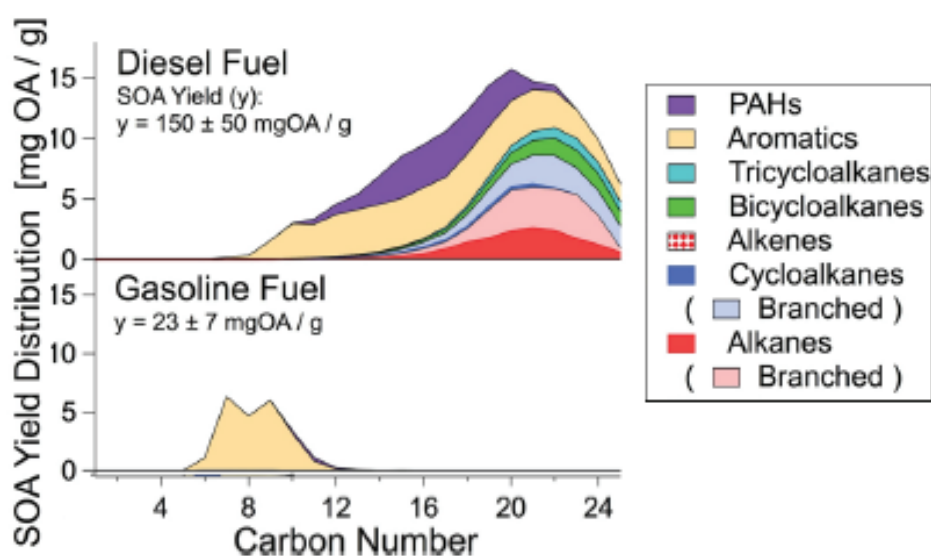 SOA Yield Distribution [mg OA / g]
15
10
5
0
Diesel Fuel
SOA Yield (y):
y = 150 ± 50 mgOA / g
15
10
5
0
Gasoline Fuel
y = 23 ± 7 mgOA / g
4 8 12 16 20 24
Carbon Number
PAHs
Aromatics
Tricycloalkanes
Bicycloalkanes
Alkenes
Cycloalkanes
( Branched )
Alkanes
( Branched )